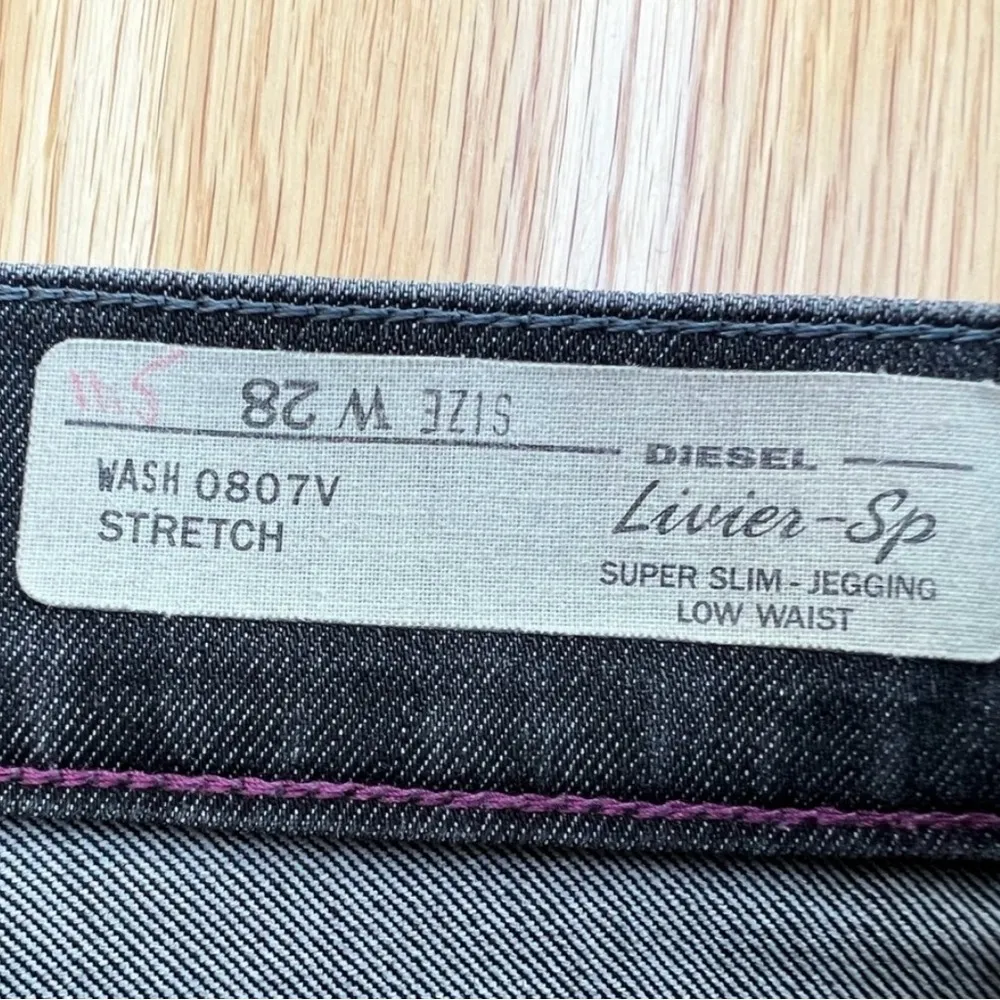 SIZE W 28
DIESEL
WASH 0807V
STRETCH
Livier-Sp
SUPER SLIM-JEGGING
LOW WAIST